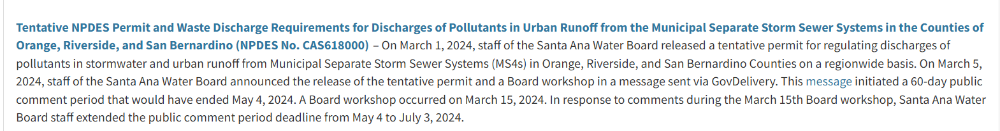 Tentative NPDES Permit and Waste Discharge Requirements for Discharges of Pollutants in Urban Runoff from the Municipal Separate Storm Sewer Systems in the Counties of
Orange, Riverside, and San Bernardino (NPDES No. CAS618000) – On March 1, 2024, staff of the Santa Ana Water Board released a tentative permit for regulating discharges of
pollutants in stormwater and urban runoff from Municipal Separate Storm Sewer Systems (MS4s) in Orange, Riverside, and San Bernardino Counties on a regionwide basis. On March 5,
2024, staff of the Santa Ana Water Board announced the release of the tentative permit and a Board workshop in a message sent via GovDelivery. This message initiated a 60-day public
comment period that would have ended May 4, 2024. A Board workshop occurred on March 15, 2024. In response to comments during the March 15th Board workshop, Santa Ana Water
Board staff extended the public comment period deadline from May 4 to July 3, 2024.